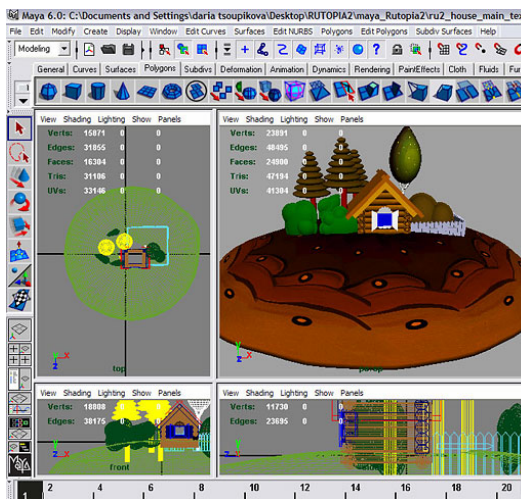 Maya 6.0: C:\Documents and Settings\daria tsoupikova\Desktop\RUTOPIA2\maya_Rutopia2\ru2_house_main_te
File Edit Modify Create Display Window Edit Curves Surfaces Edit NURBS Polygons Edit Polygons Subdiv Surfaces Help
Modeling
General Curves Surfaces Polygons Subdivs Deformation Animation Dynamics Rendering PaintEffects Cloth Fluids Fur
View Shading Lighting Show Panels
Verts: 15871 0 0
Edges: 31855 0 0
Faces: 16304 0 0
Tris: 31106 0 0
UVs: 33146 0 0
top
View Shading Lighting Show Panels
Verts: 23891 0 0
Edges: 48495 0 0
Faces: 24900 0 0
Tris: 47194 0 0
UVs: 41304 0 0
persp
View Shading Lighting Show Panels
Verts: 18808 0 0
Edges: 38175 0 0
front
View Shading Lighting Show Panels
Verts: 11730 0
Edges: 23695 0
1 2 4 6 8 10 12 14 16 18 20